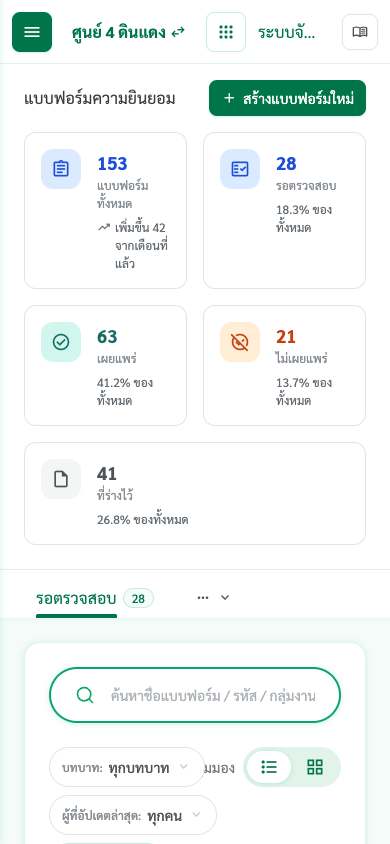 ศูนย์ 4 ดินแดง
ระบบจั...
แบบฟอร์มความยินยอม
+ สร้างแบบฟอร์มใหม่
153
แบบฟอร์ม
ทั้งหมด
เพิ่มขึ้น 42
จากเดือนที่
แล้ว
28
รอตรวจสอบ
18.3% ของ
ทั้งหมด
63
เผยแพร่
41.2% ของ
ทั้งหมด
21
ไม่เผยแพร่
13.7% ของ
ทั้งหมด
41
ที่ร่างไว้
26.8% ของทั้งหมด
รอตรวจสอบ 28
...
ค้นหาชื่อแบบฟอร์ม / รหัส / กลุ่มงาน
บทบาท: ทุกบทบาท
มมอง
ผู้ที่อัปเดตล่าสุด: ทุกคน